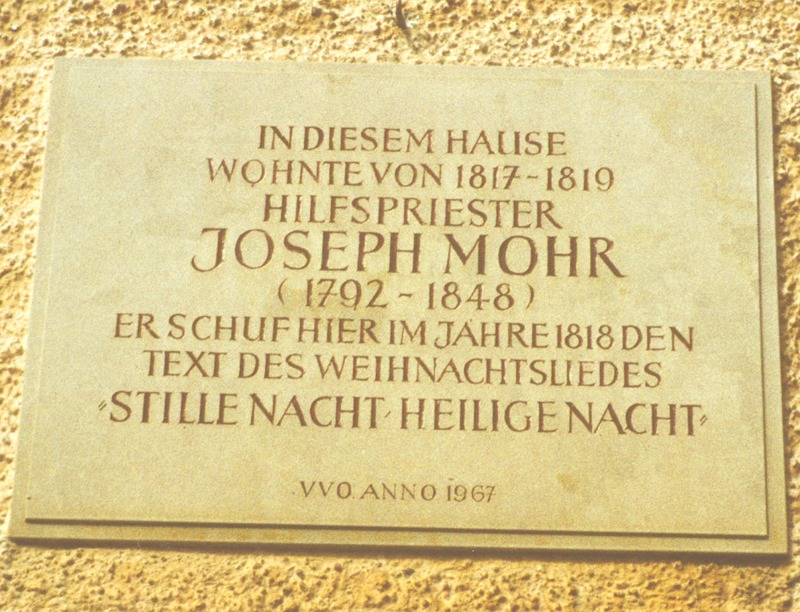 IN DIESEM HAUSE
WOHNTE VON 1817-1819
HILFSPRIESTER
JOSEPH MOHR
(1792-1848)
ER SCHUF HIER IM JAHRE 1818 DEN
TEXT DES WEIHNACHTSLIEDES
"STILLE NACHT, HEILIGE NACHT"
VVO. ANNO 1967